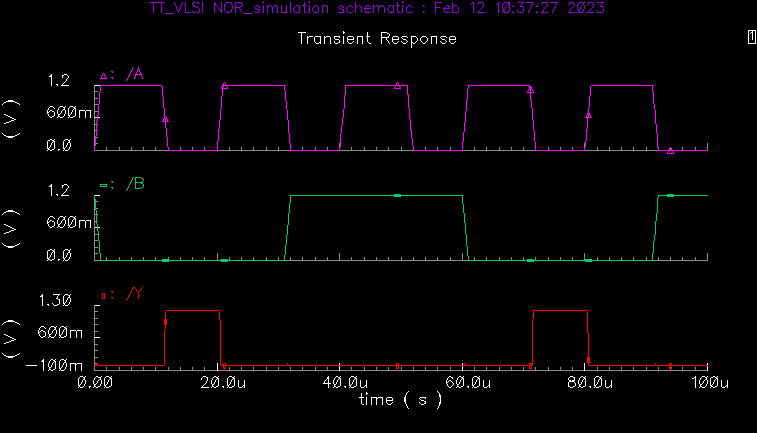 TT_VLSI NOR_simulation schematic : Feb 12 10:37:27 2023
Transient Response
1
: /A
1.2
600m
0.0
(V)
: /B
1.2
600m
0.0
(V)
: /Y
1.30
600m
-100m
(V)
0.00 20.0u 40.0u 60.0u 80.0u 100u
time ( s )